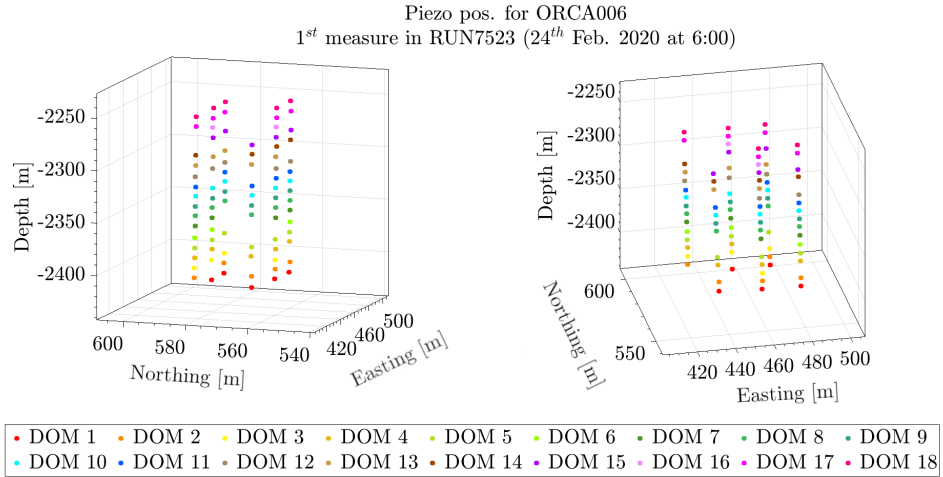 Piezo pos. for ORCA006
1st measure in RUN7523 (24th Feb. 2020 at 6:00)
-2250
-2300
-2350
-2400
Depth [m]
600
580
560
540
Northing [m]
420
460
500
Easting [m]
-2250
-2300
-2350
-2400
Depth [m]
600
550
Northing [m]
420
440
460
480
500
Easting [m]
DOM 1 DOM 2 DOM 3 DOM 4 DOM 5 DOM 6 DOM 7 DOM 8 DOM 9
DOM 10 DOM 11 DOM 12 DOM 13 DOM 14 DOM 15 DOM 16 DOM 17 DOM 18